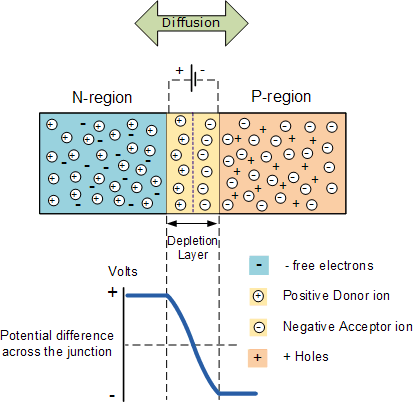 Diffusion
+ -
N-region
P-region
Depletion
Layer
Volts
+
Potential difference
across the junction
-
- - free electrons
+ Positive Donor ion
- Negative Acceptor ion
+ + Holes